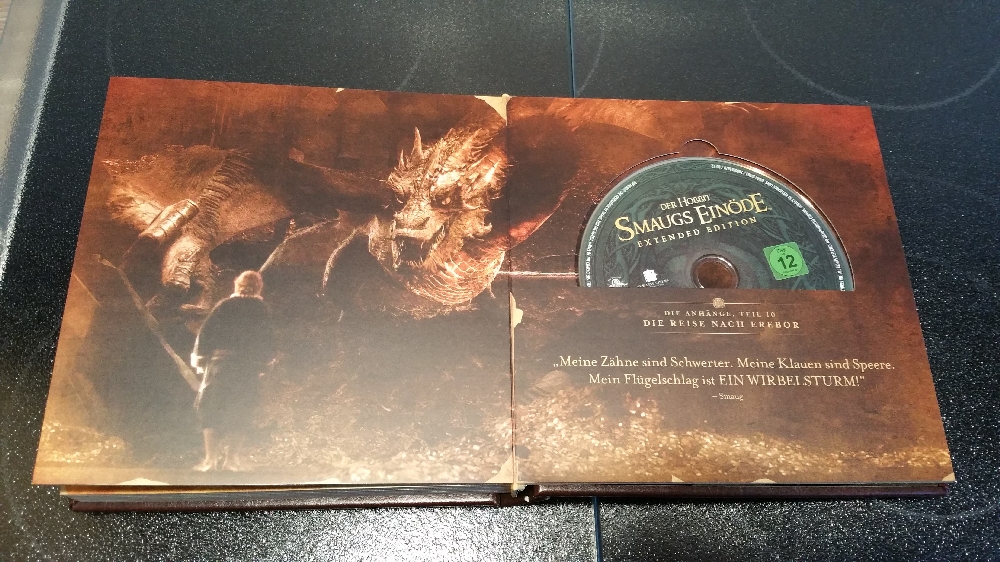 DER HOBBIT
SMAUGS EINÖDE
EXTENDED EDITION
12
DIE ANHÄNGE, TEIL 10
DIE REISE NACH EREBOR
„Meine Zähne sind Schwerter. Meine Klauen sind Speere.
Mein Flügelschlag ist EIN WIRBELSTURM!“
– Smaug